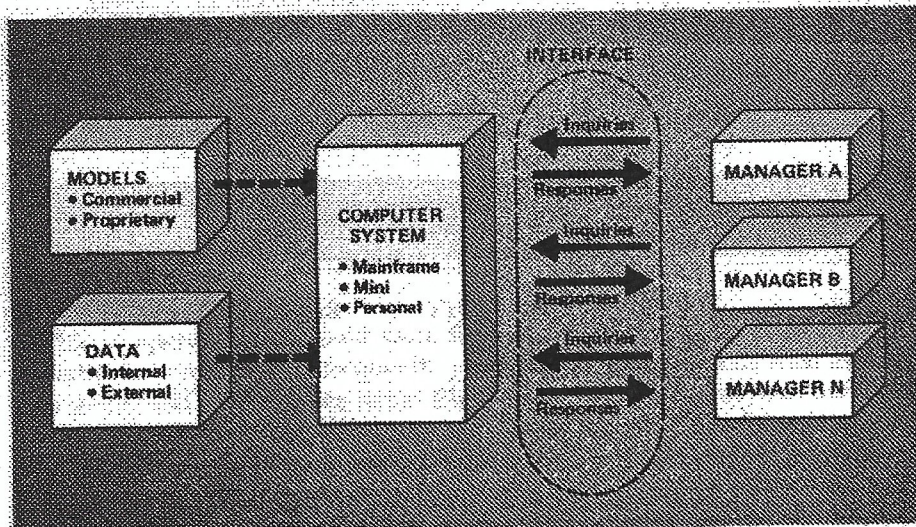 INTERFACE
MODELS
• Commercial
• Proprietary
DATA
• Internal
• External
COMPUTER
SYSTEM
• Mainframe
• Mini
• Personal
Inquiries
Responses
Inquiries
Responses
Inquiries
Responses
MANAGER A
MANAGER B
MANAGER N